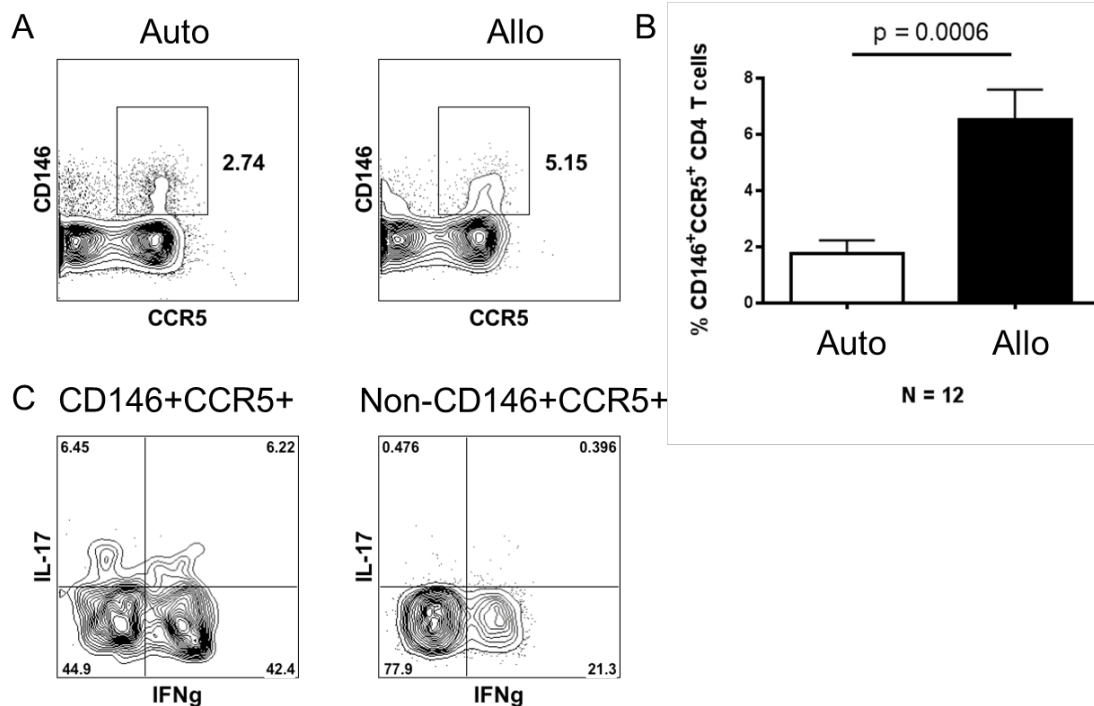 A
Auto
Allo
CD146
2.74
CCR5
CD146
5.15
CCR5
B
p = 0.0006
% CD146+CCR5+ CD4 T cells
8
6
4
2
0
Auto
Allo
N = 12
C
CD146+CCR5+
Non-CD146+CCR5+
6.45
6.22
IL-17
44.9
42.4
IFNg
0.476
0.396
IL-17
77.9
21.3
IFNg